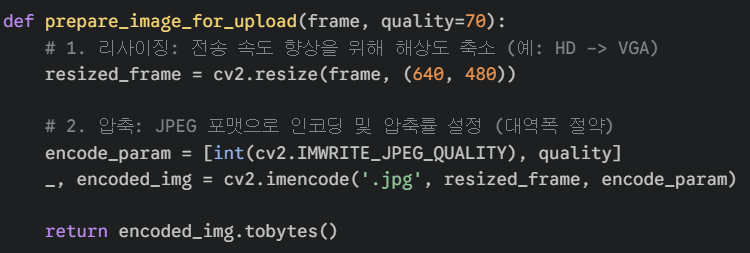 def prepare_image_for_upload(frame, quality=70):
    # 1. 리사이징: 전송 속도 향상을 위해 해상도 축소 (예: HD -> VGA)
    resized_frame = cv2.resize(frame, (640, 480))

    # 2. 압축: JPEG 포맷으로 인코딩 및 압축률 설정 (대역폭 절약)
    encode_param = [int(cv2.IMWRITE_JPEG_QUALITY), quality]
    _, encoded_img = cv2.imencode('.jpg', resized_frame, encode_param)

    return encoded_img.tobytes()